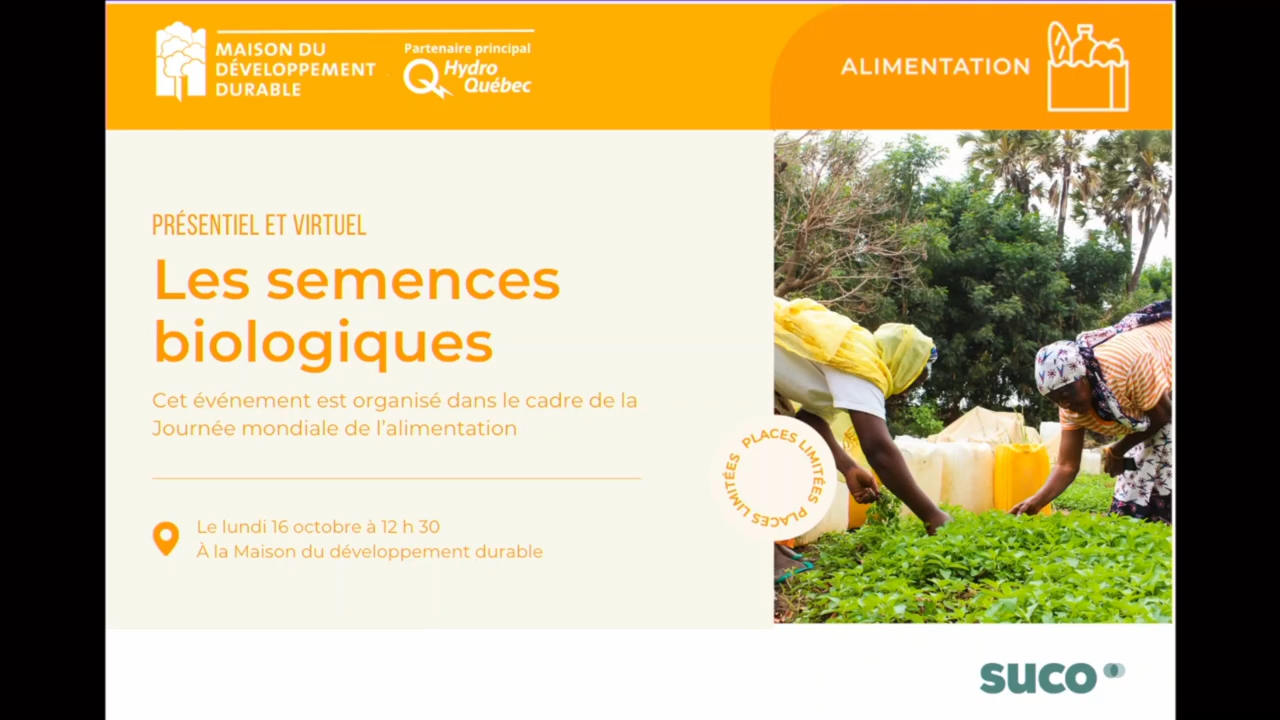 MAISON DU
DÉVELOPPEMENT
DURABLE
Partenaire principal
Hydro
Québec
ALIMENTATION
PRÉSENTIEL ET VIRTUEL
Les semences
biologiques
Cet événement est organisé dans le cadre de la
Journée mondiale de l'alimentation
PLACES LIMITÉES PLACES LIMITÉES
Le lundi 16 octobre à 12 h 30
À la Maison du développement durable
suco